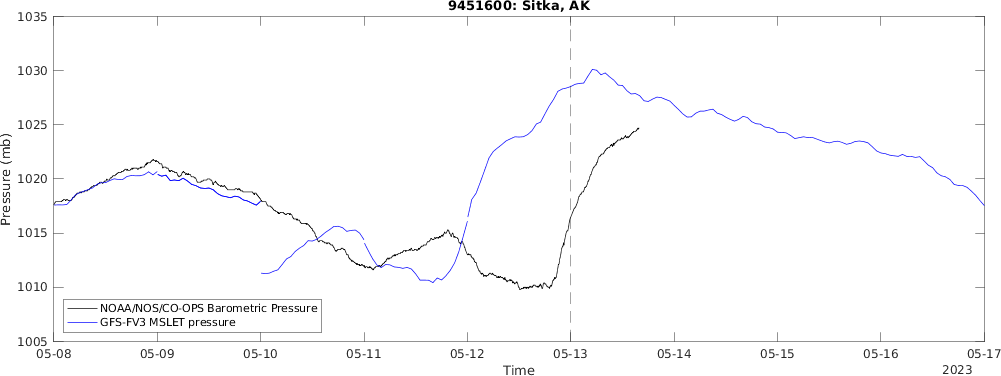 9451600: Sitka, AK
1035
1030
1025
1020
1015
1010
1005
Pressure (mb)
NOAA/NOS/CO-OPS Barometric Pressure
GFS-FV3 MSLET pressure
05-08 05-09 05-10 05-11 05-12 05-13 05-14 05-15 05-16 05-17
Time
2023